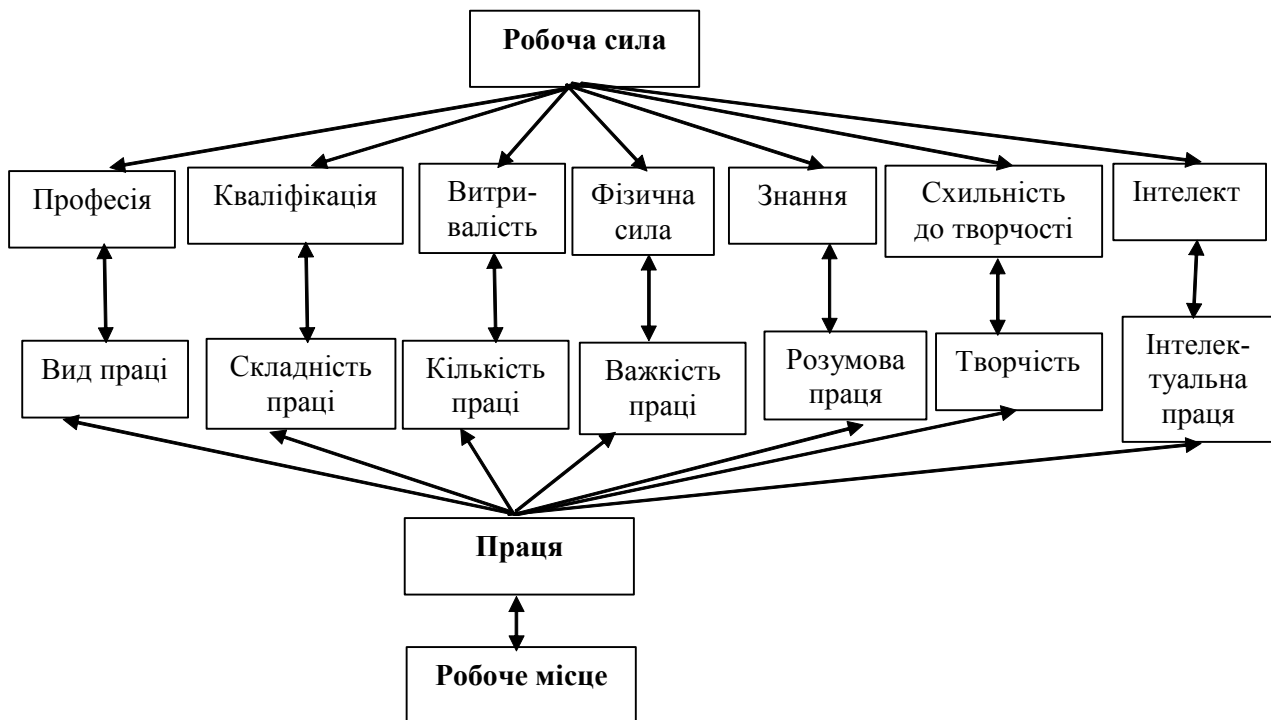 Робоча сила
Професія
Кваліфікація
Витри-
валість
Фізична
сила
Знання
Схильність
до творчості
Інтелект
Вид праці
Складність
праці
Кількість
праці
Важкість
праці
Розумова
праця
Творчість
Інтелек-
туальна
праця
Праця
Робоче місце